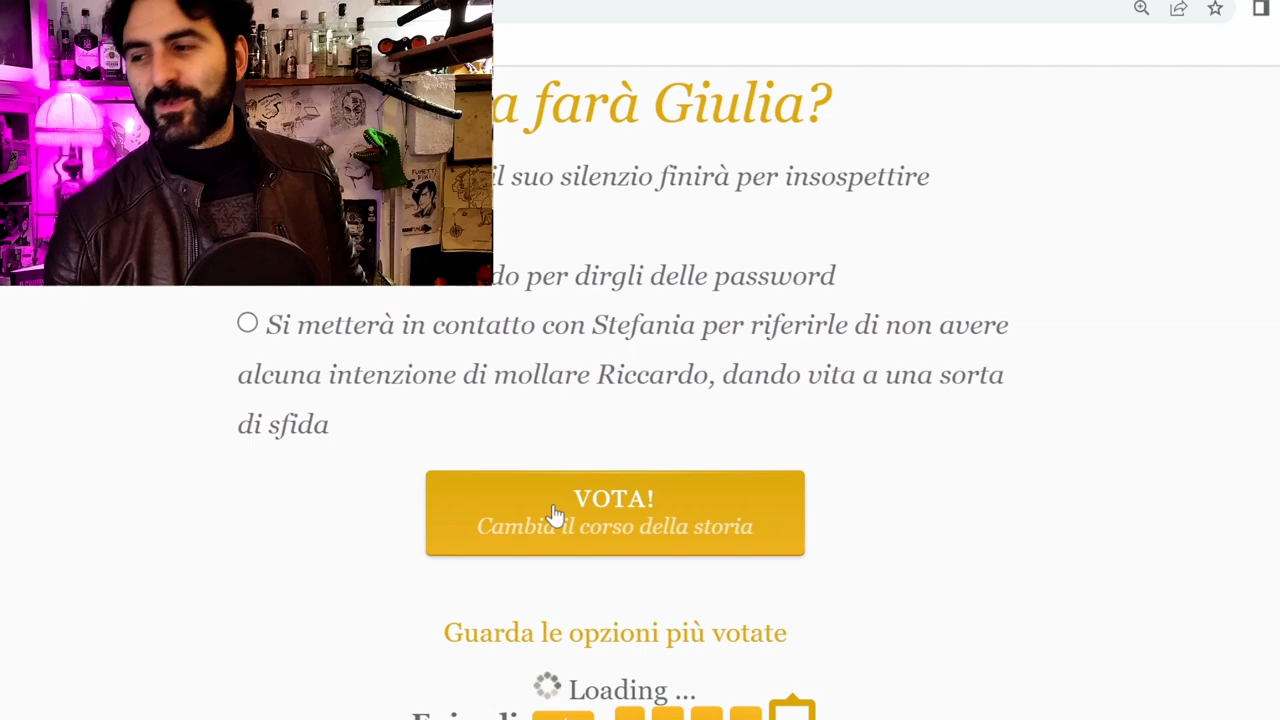 a farà Giulia?
il suo silenzio finirà per insospettire
do per dirgli delle password
Si metterà in contatto con Stefania per riferirle di non avere
alcuna intenzione di mollare Riccardo, dando vita a una sorta
di sfida
VOTA!
Cambia il corso della storia
Guarda le opzioni più votate
Loading ...
FUMETTI